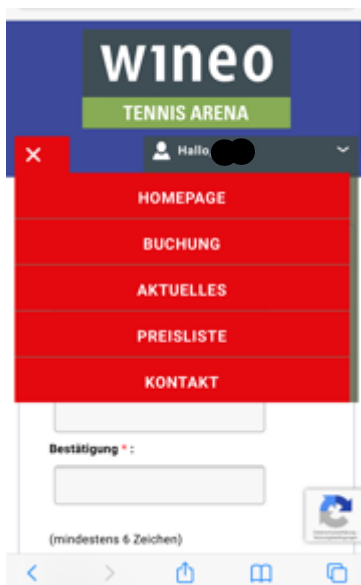 wineo
TENNIS ARENA
Hallo,
HOMEPAGE
BUCHUNG
AKTUELLES
PREISLISTE
KONTAKT
Bestätigung * :
(mindestens 6 Zeichen)